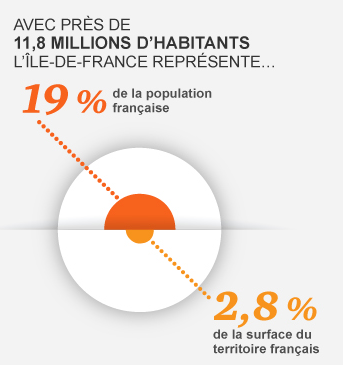 AVEC PRÈS DE
11,8 MILLIONS D'HABITANTS
L'ÎLE-DE-FRANCE REPRÉSENTE...
19 % de la population
française
2,8 %
de la surface du
territoire français